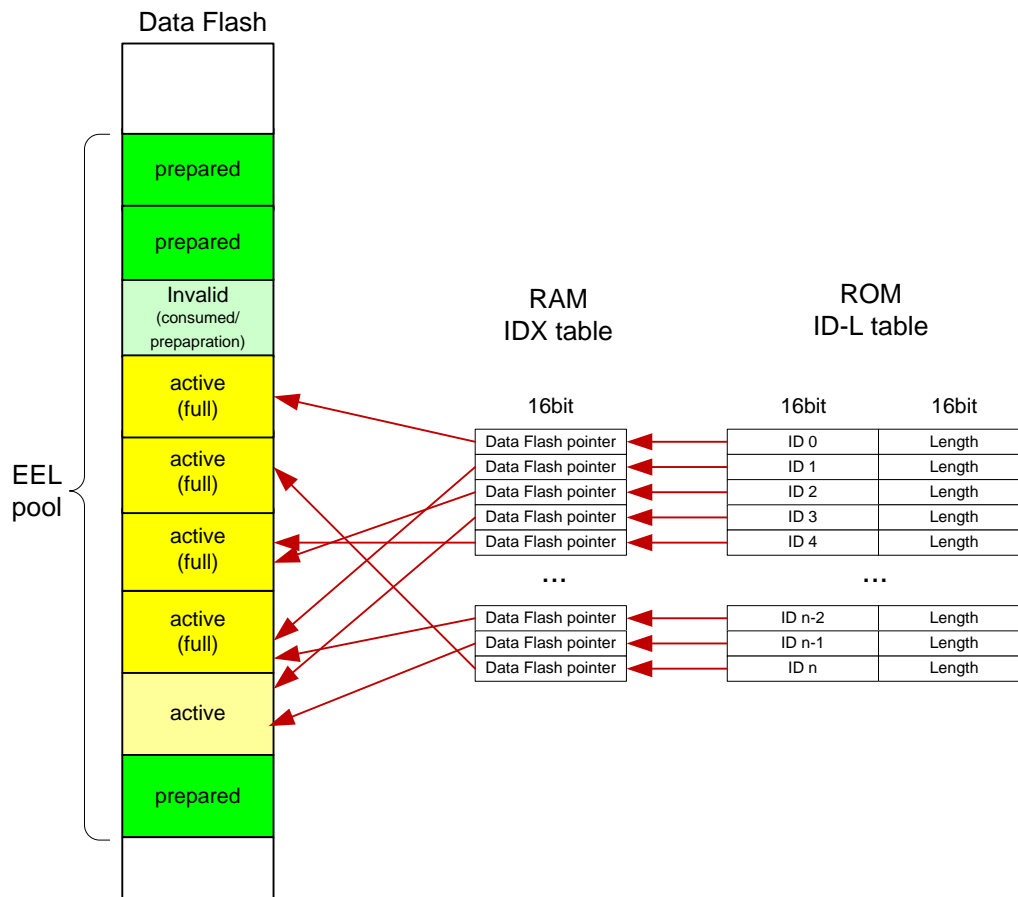 Data Flash
prepared
prepared
Invalid
(consumed/
prepapration)
active
(full)
active
(full)
active
(full)
active
(full)
active
prepared
EEL
pool
RAM
IDX table
16bit
Data Flash pointer
Data Flash pointer
Data Flash pointer
Data Flash pointer
Data Flash pointer
...
Data Flash pointer
Data Flash pointer
Data Flash pointer
ROM
ID-L table
16bit 16bit
ID 0 Length
ID 1 Length
ID 2 Length
ID 3 Length
ID 4 Length
...
ID n-2 Length
ID n-1 Length
ID n Length